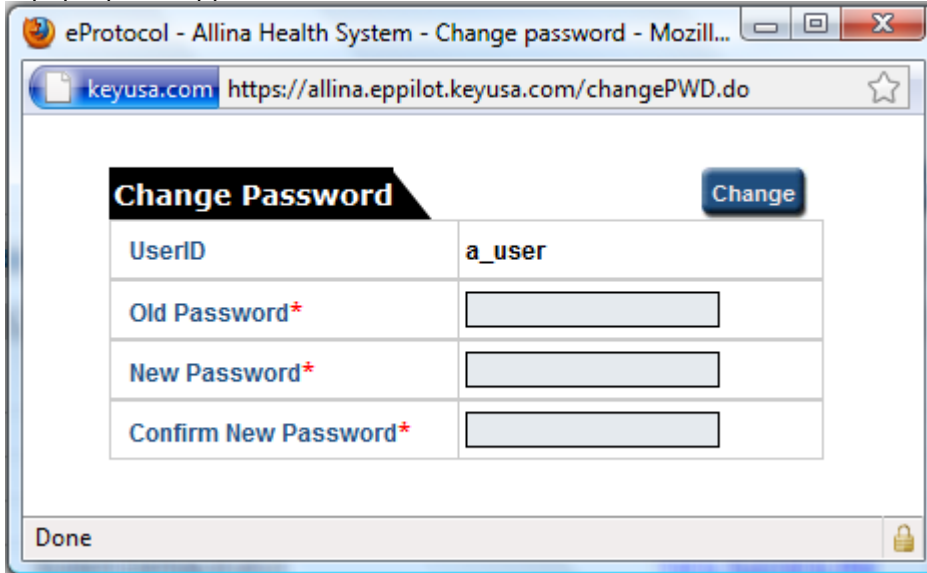 eProtocol - Allina Health System - Change password - Mozill...
keyusa.com https://allina.eppilot.keyusa.com/changePWD.do
Change Password Change
UserID a_user
Old Password*
New Password*
Confirm New Password*
Done